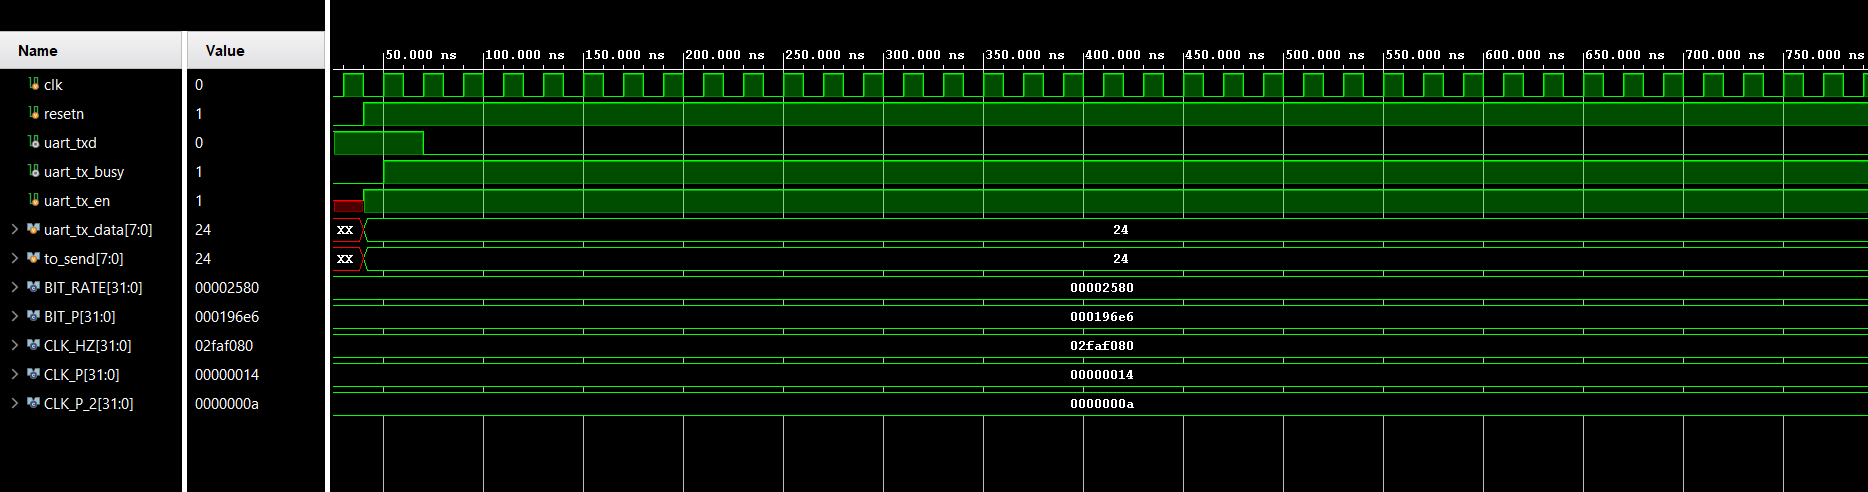 Name Value
50.000 ns 100.000 ns 150.000 ns 200.000 ns 250.000 ns 300.000 ns 350.000 ns 400.000 ns 450.000 ns 500.000 ns 550.000 ns 600.000 ns 650.000 ns 700.000 ns 750.000 ns
clk 0
resetn 1
uart_txd 0
uart_tx_busy 1
uart_tx_en 1
uart_tx_data[7:0] 24 XX 24
to_send[7:0] 24 XX 24
BIT_RATE[31:0] 00002580 00002580
BIT_P[31:0] 000196e6 000196e6
CLK_HZ[31:0] 02faf080 02faf080
CLK_P[31:0] 00000014 00000014
CLK_P_2[31:0] 0000000a 0000000a